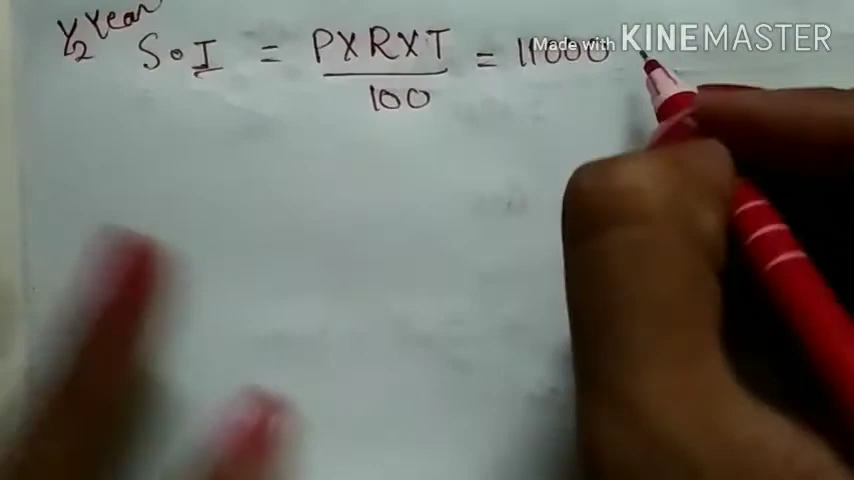 1/2 Year
S.I = P X R X T / 100 = 11000
Made with KINEMASTER